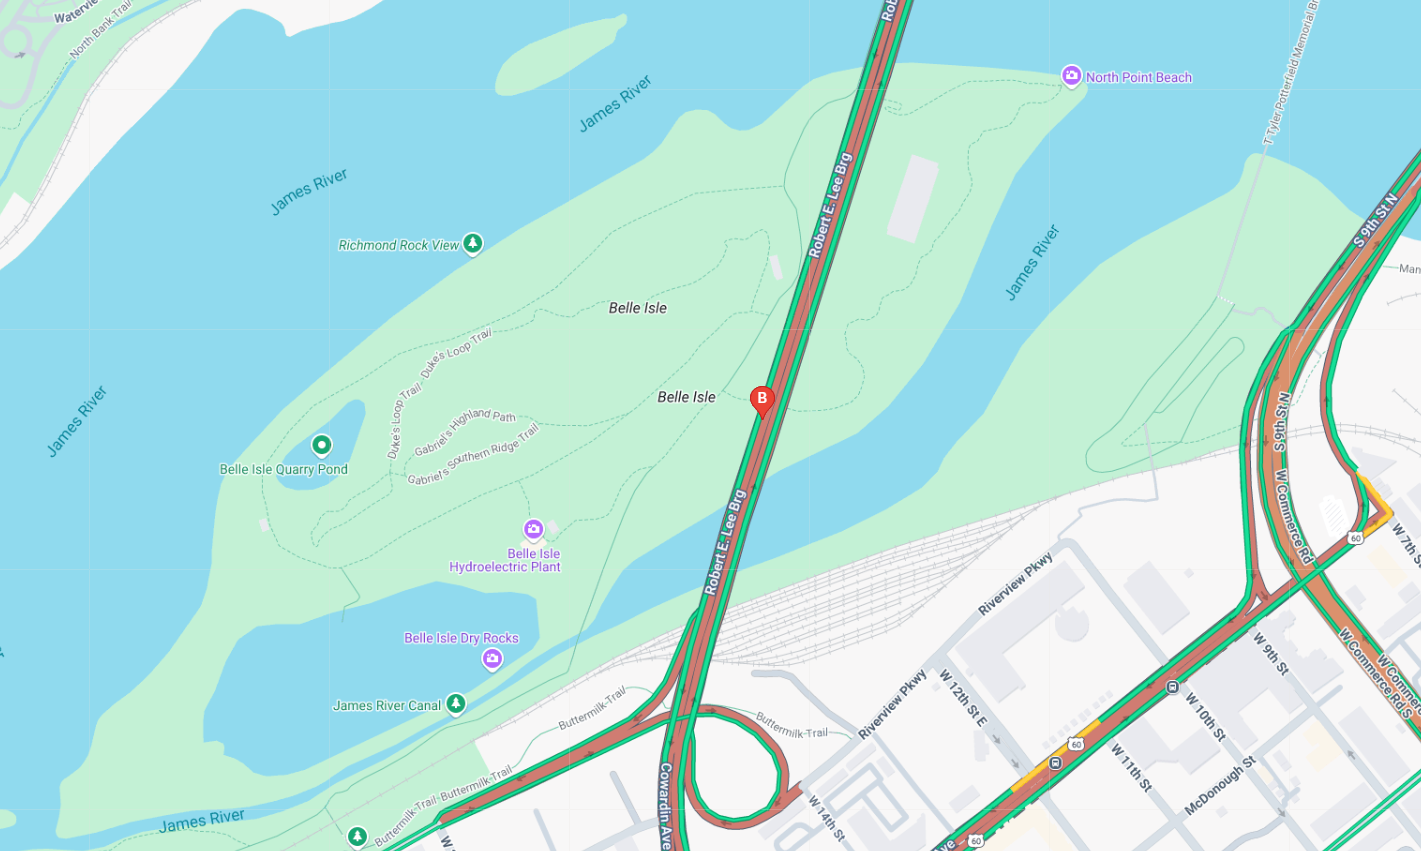 Rob
Waterview
North Bank Trail
North Point Beach
James River
T Tyler Potterfield Memorial Br
James River
Robert E. Lee Brg
S 9th St N
Richmond Rock View
James River
Man
Belle Isle
Duke's Loop Trail
Duke's Loop Trail
Belle Isle
B
James River
Gabriel's Highland Path
Gabriel's Southern Ridge Trail
S 9th St N
Belle Isle Quarry Pond
W Commerce Rd
Robert E. Lee Brg
60
W 7th St
Belle Isle
Hydroelectric Plant
Riverview Pkwy
Belle Isle Dry Rocks
W 9th St
W Commerce Rd S
W Commerce
James River Canal
Buttermilk Trail
Buttermilk Trail
Riverview Pkwy
W 12th St E
W 10th St
60
W 11th St
McDonough St
Cowardin Ave
Buttermilk Trail
Buttermilk Trail
W 14th St
James River
W
ve
60